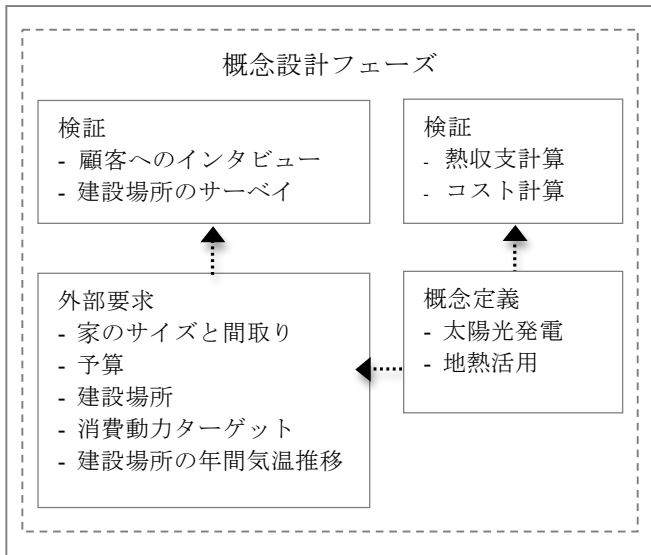 概念設計フェーズ
検証
- 顧客へのインタビュー
- 建設場所のサーベイ
検証
- 熱収支計算
- コスト計算
外部要求
- 家のサイズと間取り
- 予算
- 建設場所
- 消費動力ターゲット
- 建設場所の年間気温推移
概念定義
- 太陽光発電
- 地熱活用